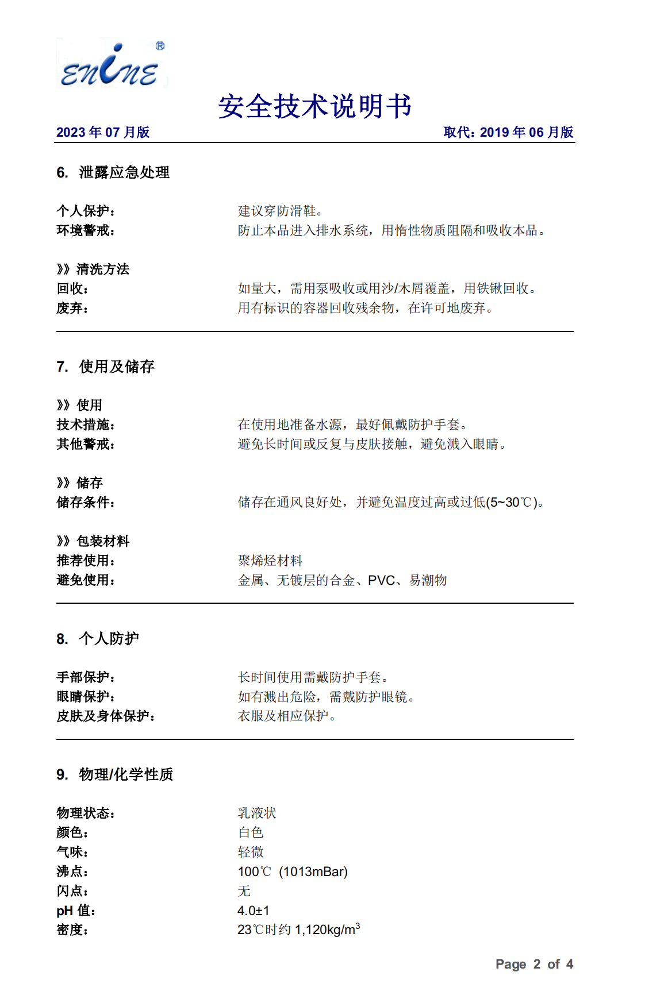 enine®
安全技术说明书
2023 年 07 月版 取代：2019 年 06 月版
6. 泄露应急处理
个人保护： 建议穿防滑鞋。
环境警戒： 防止本品进入排水系统，用惰性物质阻隔和吸收本品。
》》清洗方法
回收： 如量大，需用泵吸收或用沙/木屑覆盖，用铁锹回收。
废弃： 用有标识的容器回收残余物，在许可地废弃。
7. 使用及储存
》》使用
技术措施： 在使用地准备水源，最好佩戴防护手套。
其他警戒： 避免长时间或反复与皮肤接触，避免溅入眼睛。
》》储存
储存条件： 储存在通风良好处，并避免温度过高或过低(5~30℃)。
》》包装材料
推荐使用： 聚烯烃材料
避免使用： 金属、无镀层的合金、PVC、易潮物
8. 个人防护
手部保护： 长时间使用需戴防护手套。
眼睛保护： 如有溅出危险，需戴防护眼镜。
皮肤及身体保护： 衣服及相应保护。
9. 物理/化学性质
物理状态： 乳液状
颜色： 白色
气味： 轻微
沸点： 100℃ (1013mBar)
闪点： 无
pH 值： 4.0±1
密度： 23℃时约 1,120kg/m³
Page 2 of 4